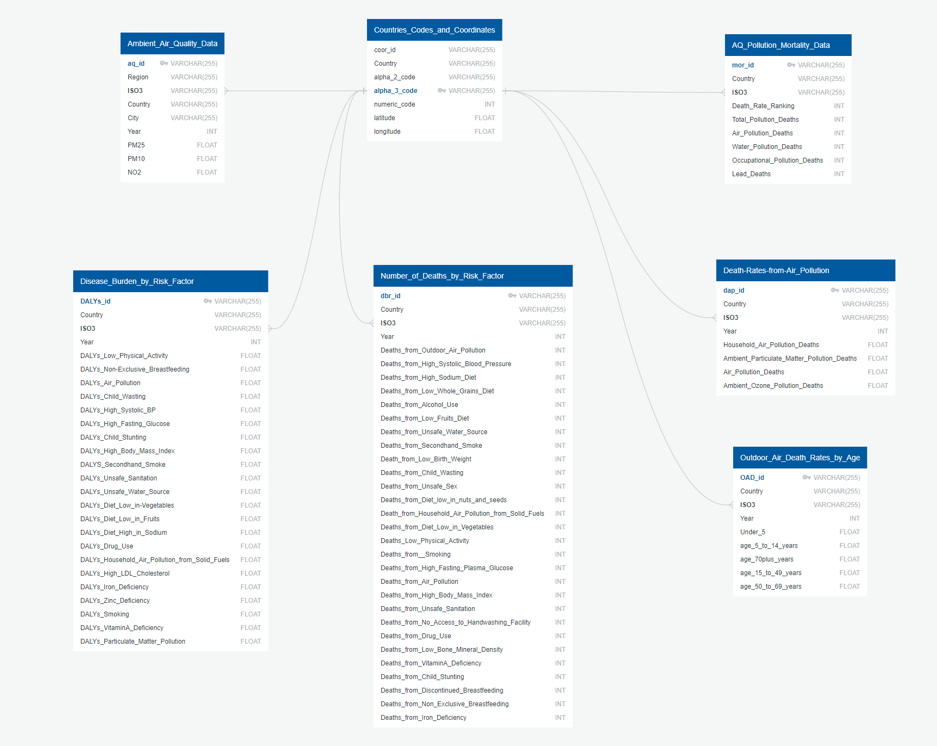 Ambient_Air_Quality_Data
aq_id VARCHAR(255)
Region VARCHAR(255)
ISO3 VARCHAR(255)
Country VARCHAR(255)
City VARCHAR(255)
Year INT
PM25 FLOAT
PM10 FLOAT
NO2 FLOAT
Countries_Codes_and_Coordinates
coor_id VARCHAR(255)
Country VARCHAR(255)
alpha_2_code VARCHAR(255)
alpha_3_code VARCHAR(255)
numeric_code INT
latitude FLOAT
longitude FLOAT
AQ_Pollution_Mortality_Data
mor_id VARCHAR(255)
Country VARCHAR(255)
ISO3 VARCHAR(255)
Death_Rate_Ranking INT
Total_Pollution_Deaths INT
Air_Pollution_Deaths INT
Water_Pollution_Deaths INT
Occupational_Pollution_Deaths INT
Lead_Deaths INT
Disease_Burden_by_Risk_Factor
DALYs_id VARCHAR(255)
Country VARCHAR(255)
ISO3 VARCHAR(255)
Year INT
DALYs_Low_Physical_Activity FLOAT
DALYs_Non-Exclusive_Breastfeeding FLOAT
DALYs_Air_Pollution FLOAT
DALYs_Child_Wasting FLOAT
DALYs_High_Systolic_BP FLOAT
DALYs_High_Fasting_Glucose FLOAT
DALYs_Child_Stunting FLOAT
DALYs_High_Body_Mass_Index FLOAT
DALYS_Secondhand_Smoke FLOAT
DALYs_Unsafe_Sanitation FLOAT
DALYs_Unsafe_Water_Source FLOAT
DALYs_Diet_Low_in-Vegetables FLOAT
DALYs_Diet_Low_in_Fruits FLOAT
DALYs_Diet_High_in_Sodium FLOAT
DALYs_Drug_Use FLOAT
DALYs_Household_Air_Pollution_from_Solid_Fuels FLOAT
DALYs_High_LDL_Cholesterol FLOAT
DALYs_Iron_Deficiency FLOAT
DALYs_Zinc_Deficiency FLOAT
DALYs_Smoking FLOAT
DALYs_VitaminA_Deficiency FLOAT
DALYs_Particulate_Matter_Pollution FLOAT
Number_of_Deaths_by_Risk_Factor
dbr_id VARCHAR(255)
Country VARCHAR(255)
ISO3 VARCHAR(255)
Year INT
Deaths_from_Outdoor_Air_Pollution INT
Deaths_from_High_Systolic_Blood_Pressure INT
Deaths_from_High_Sodium_Diet INT
Deaths_from_Low_Whole_Grains_Diet INT
Deaths_from_Alcohol_Use INT
Deaths_from_Low_Fruits_Diet INT
Deaths_from_Unsafe_Water_Source INT
Deaths_from_Secondhand_Smoke INT
Death_from_Low_Birth_Weight INT
Deaths_from_Child_Wasting INT
Deaths_from_Unsafe_Sex INT
Deaths_from_Diet_low_in_nuts_and_seeds INT
Death_from_Household_Air_Pollution_from_Solid_Fuels INT
Deaths_from_Diet_Low_in_Vegetables INT
Deaths_Low_Physical_Activity INT
Deaths_from__Smoking INT
Deaths_from_High_Fasting_Plasma_Glucose INT
Deaths_from_Air_Pollution INT
Deaths_from_High_Body_Mass_Index INT
Deaths_from_Unsafe_Sanitation INT
Deaths_from_No_Access_to_Handwashing_Facility INT
Deaths_from_Drug_Use INT
Deaths_from_Low_Bone_Mineral_Density INT
Deaths_from_VitaminA_Deficiency INT
Deaths_from_Child_Stunting INT
Deaths_from_Discontinued_Breastfeeding INT
Deaths_from_Non_Exclusive_Breastfeeding INT
Deaths_from_Iron_Deficiency INT
Death-Rates-from-Air_Pollution
dap_id VARCHAR(255)
Country VARCHAR(255)
ISO3 VARCHAR(255)
Year INT
Household_Air_Pollution_Deaths FLOAT
Ambient_Particulate_Matter_Pollution_Deaths FLOAT
Air_Pollution_Deaths FLOAT
Ambient_Ozone_Pollution_Deaths FLOAT
Outdoor_Air_Death_Rates_by_Age
OAD_id VARCHAR(255)
Country VARCHAR(255)
ISO3 VARCHAR(255)
Year INT
Under_5 FLOAT
age_5_to_14_years FLOAT
age_70plus_years FLOAT
age_15_to_49_years FLOAT
age_50_to_69_years FLOAT